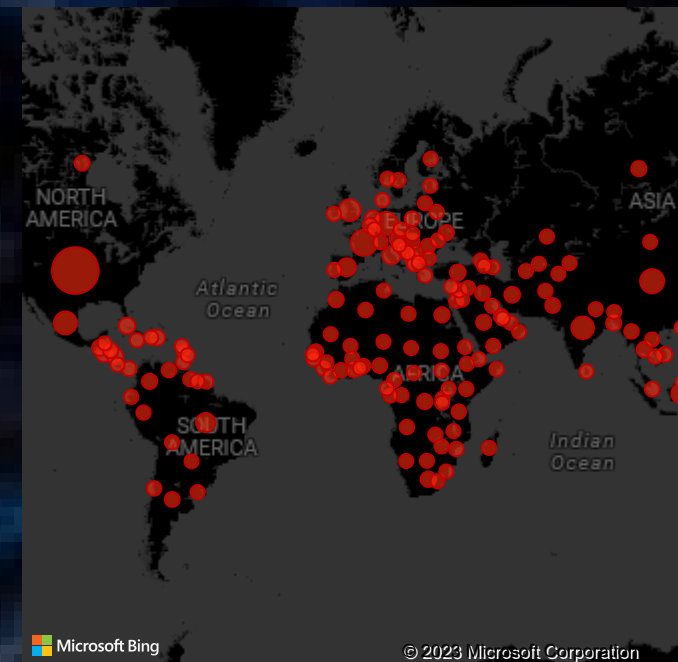 NORTH
AMERICA
ASIA
EUROPE
Atlantic
Ocean
AFRICA
SOUTH
AMERICA
Indian
Ocean
Microsoft Bing
© 2023 Microsoft Corporation